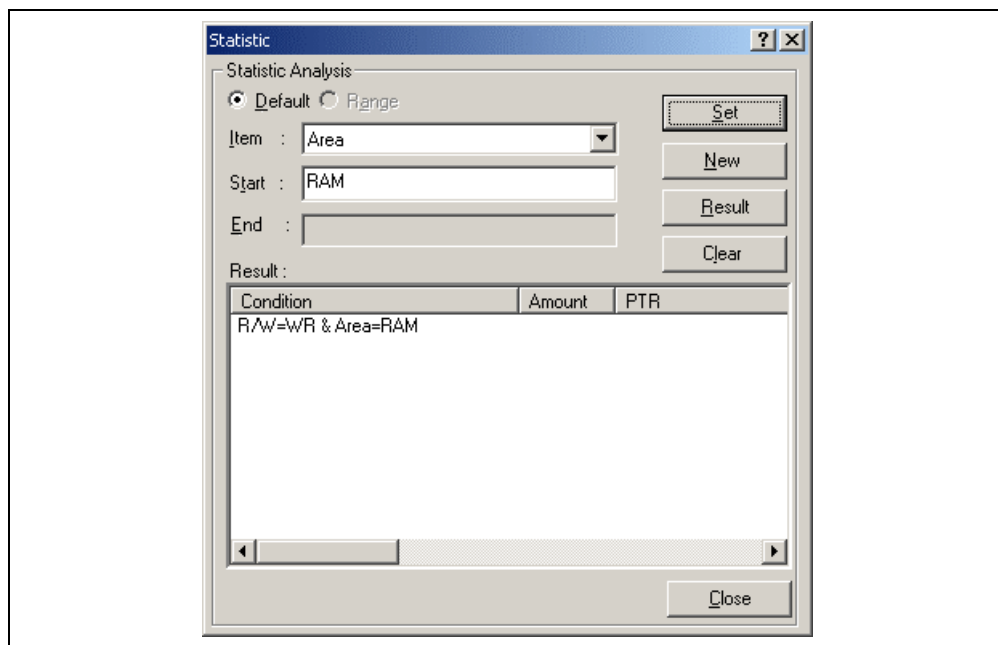 Statistic
Statistic Analysis
Default Range
Item : Area
Start : RAM
End :
Set
New
Result
Clear
Result :
Condition Amount PTR
R/W=WR & Area=RAM
Close